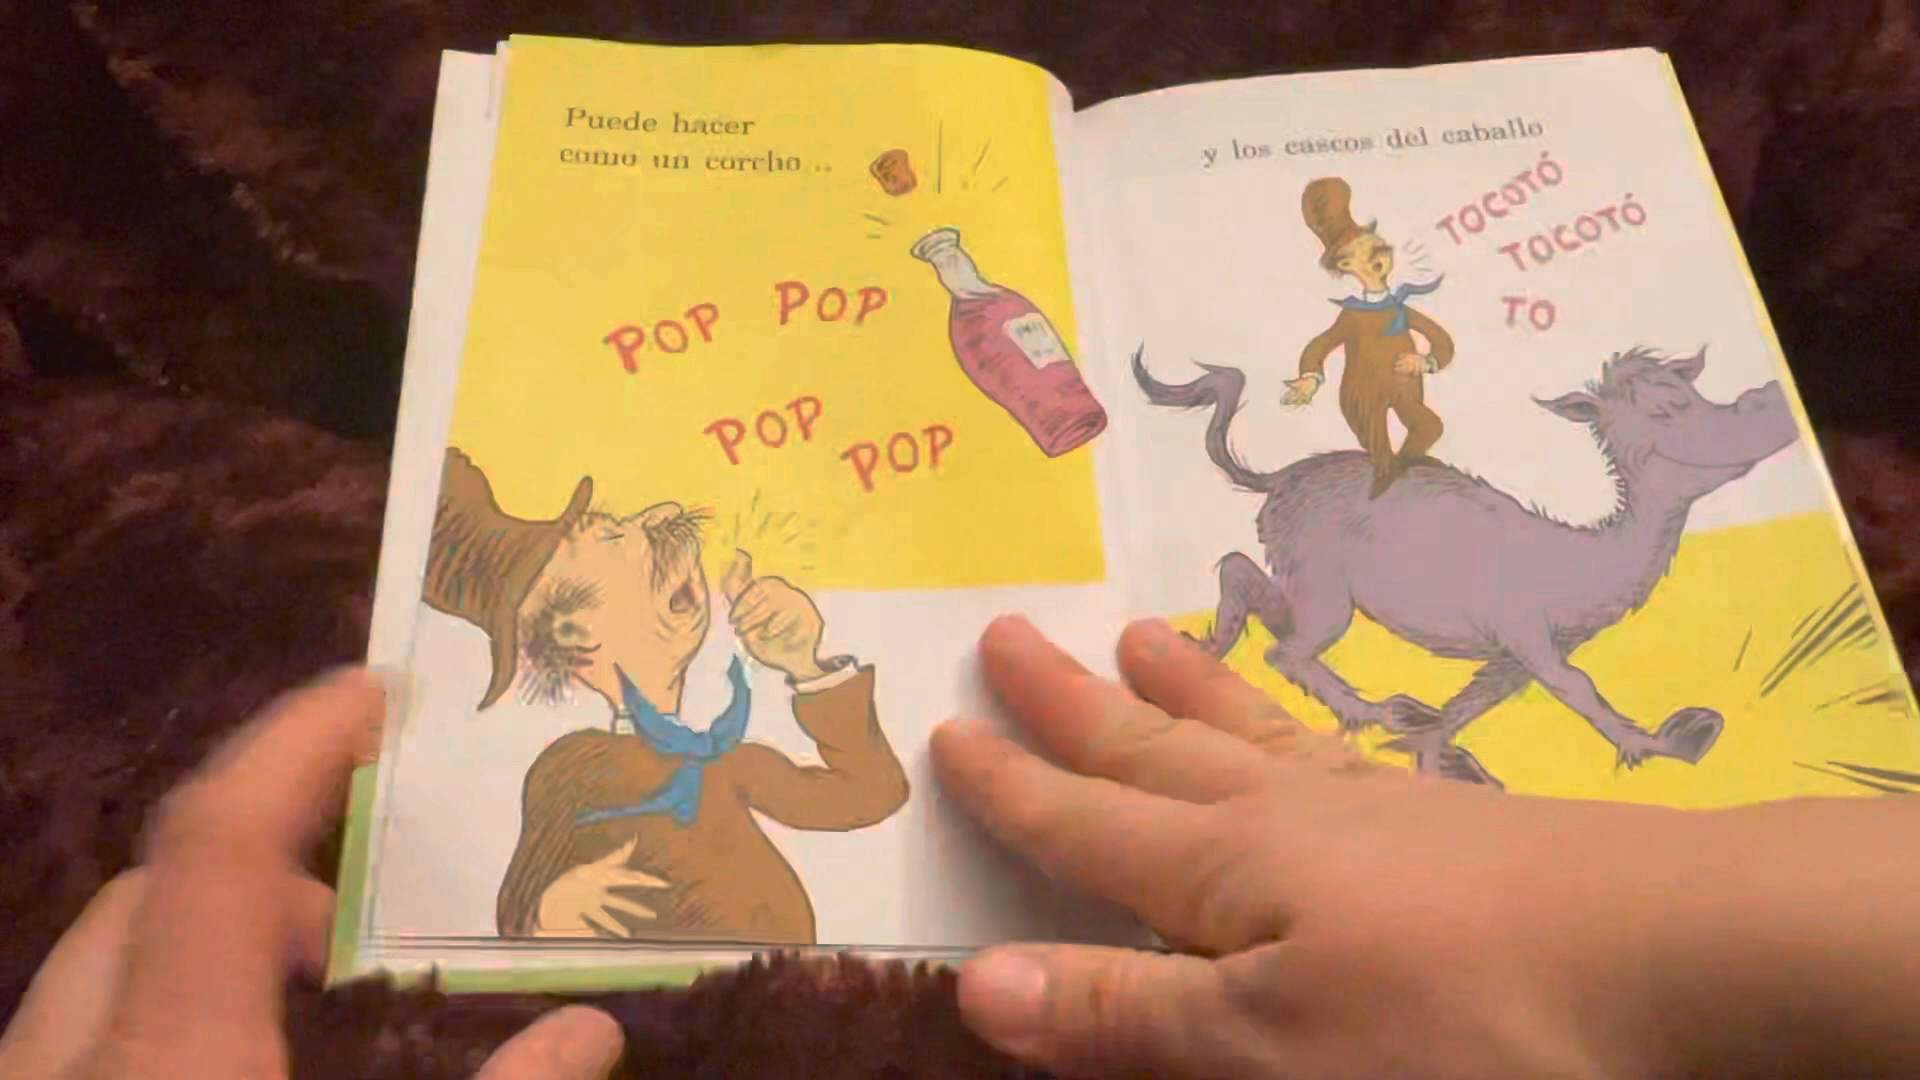 Puede hacer
como un corcho ..
POP POP
POP
POP
y los cascos del caballo
TOCOTÓ
TOCOTÓ
TO